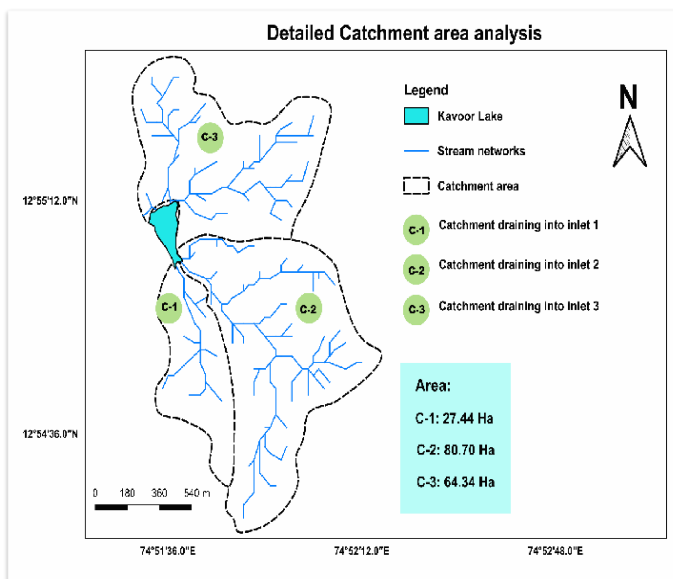 Detailed Catchment area analysis
Legend
Kavoor Lake
Stream networks
Catchment area
C-1 Catchment draining into inlet 1
C-2 Catchment draining into inlet 2
C-3 Catchment draining into Inlet 3
N
C-3
C-1
C-2
12°55'12.0"N
12°54'36.0"N
Area:
C-1: 27.44 Ha
C-2: 80.70 Ha
C-3: 64.34 Ha
0 180 360 540 m
74°51'36.0"E 74°52'12.0"E 74°52'48.0"E